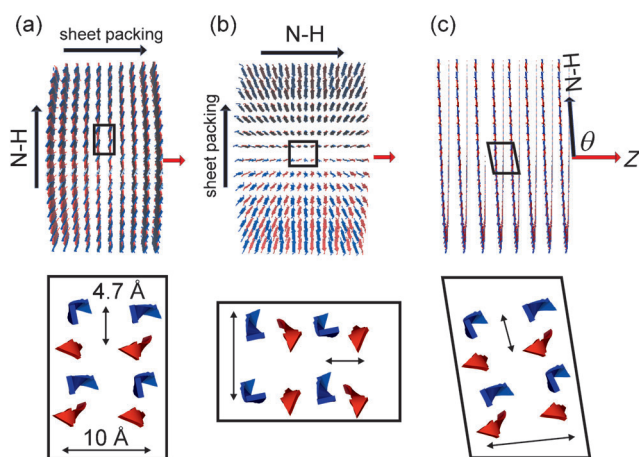 (a)
sheet packing
N-H
(b)
N-H
sheet packing
(c)
N-H
θ
Z
4.7 Å
10 Å